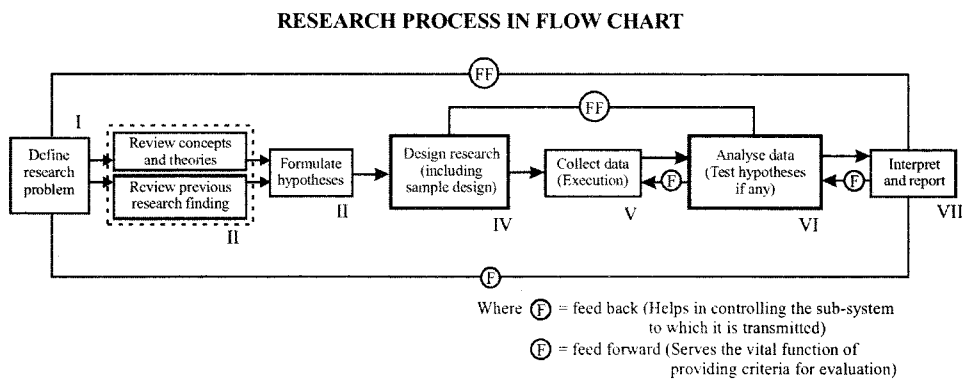 RESEARCH PROCESS IN FLOW CHART
FF
FF
I
Define
research
problem
Review concepts
and theories
Review previous
research finding
II
Formulate
hypotheses
II
Design research
(including
sample design)
IV
Collect data
(Execution)
V
F
Analyse data
(Test hypotheses
if any)
VI
F
Interpret
and report
VII
F
Where F = feed back (Helps in controlling the sub-system
to which it is transmitted)
F = feed forward (Serves the vital function of
providing criteria for evaluation)